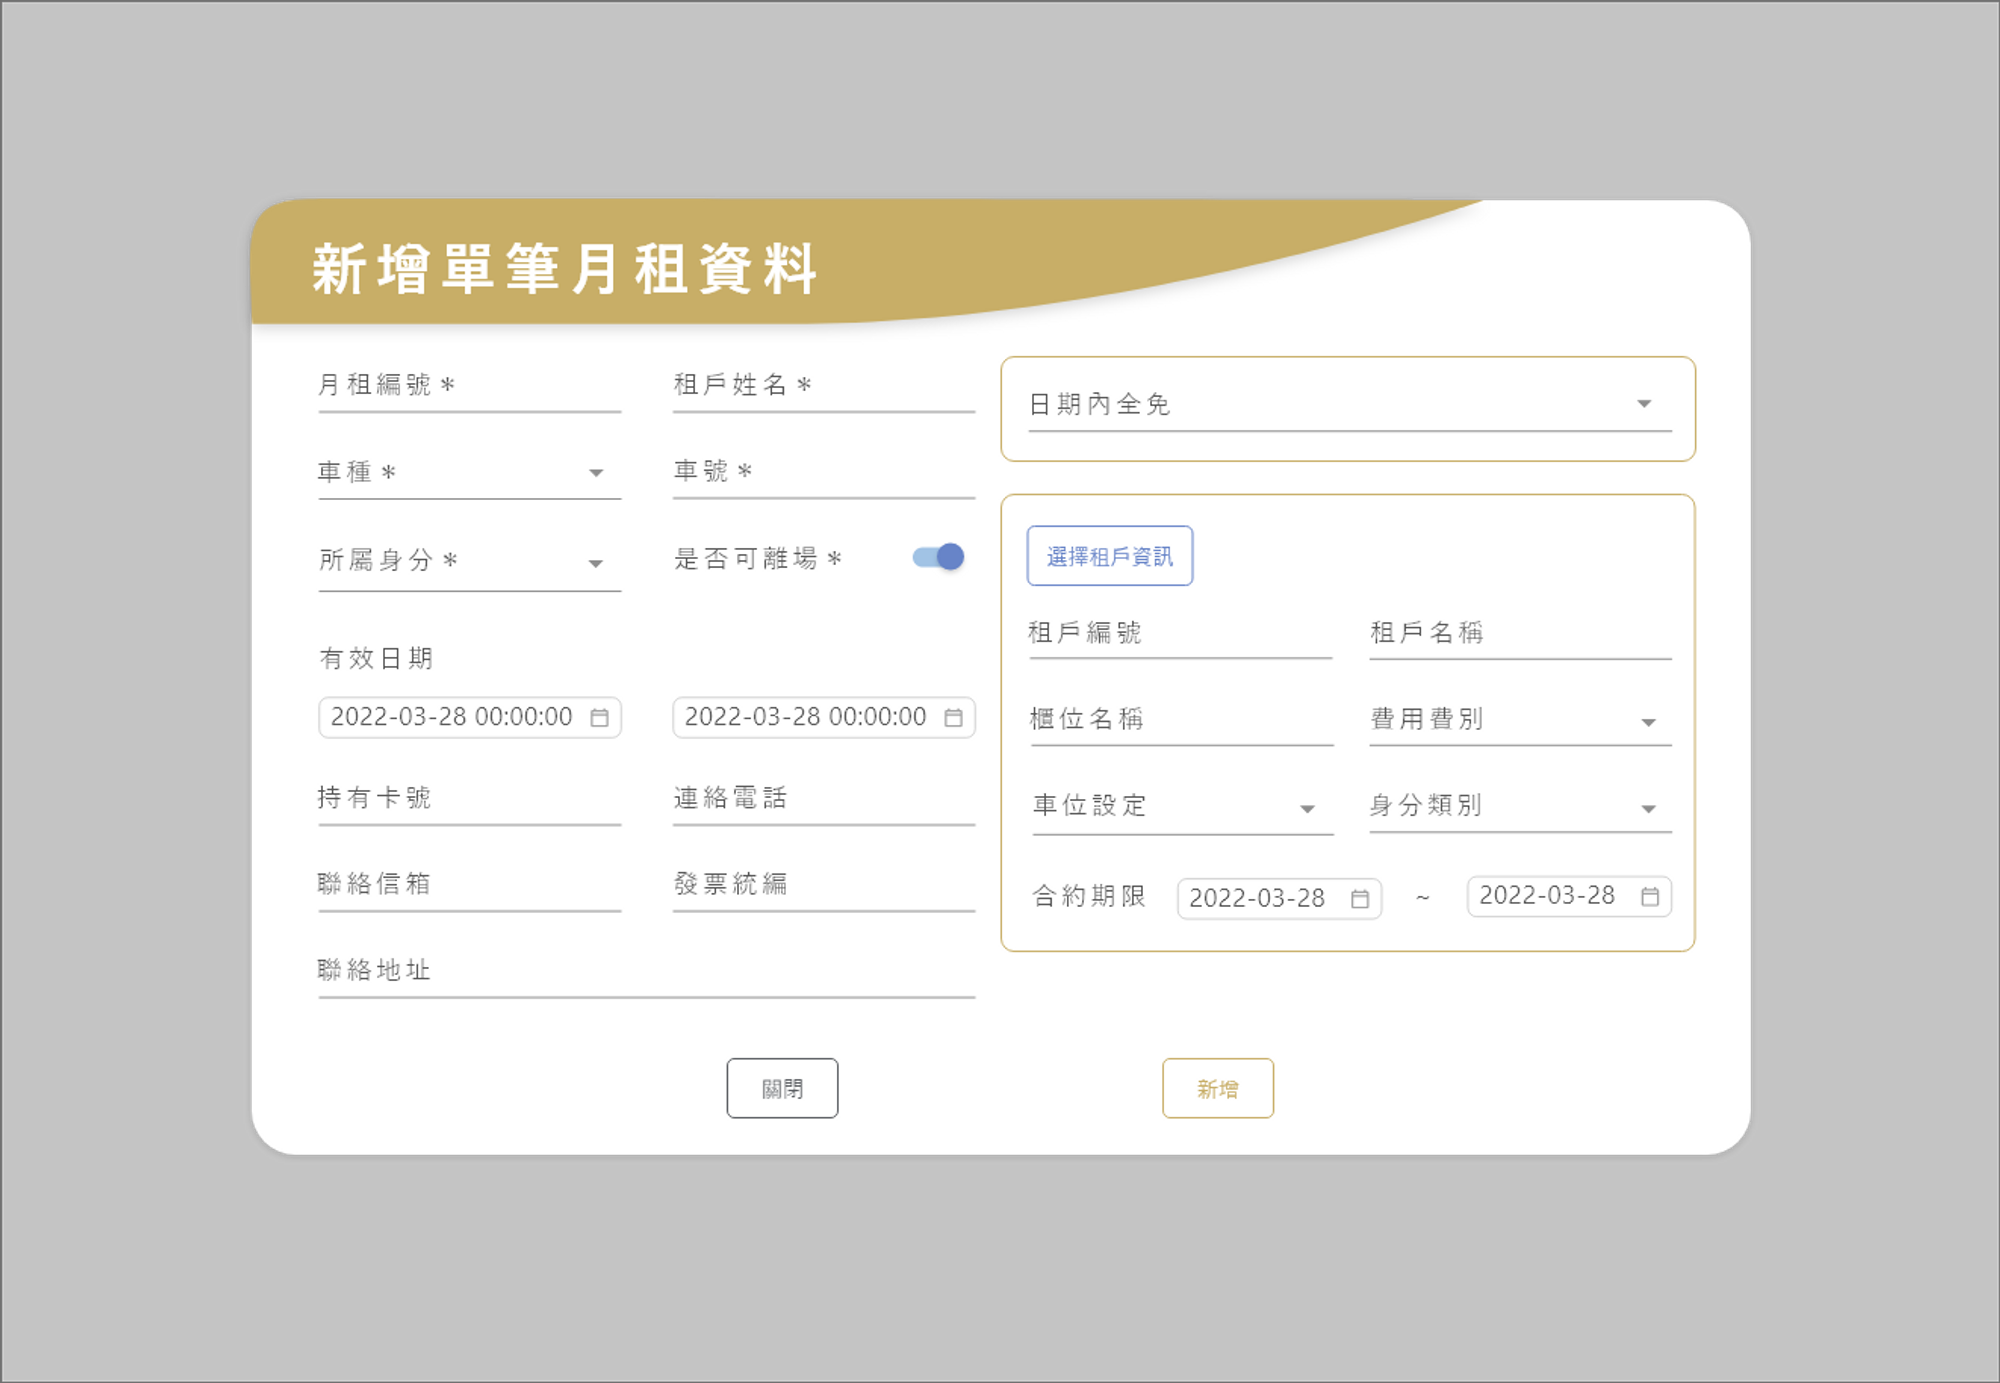 新增單筆月租資料
月租編號*
租戶姓名*
車種*
車號*
所屬身分*
是否可離場*
有效日期
2022-03-28 00:00:00
2022-03-28 00:00:00
持有卡號
連絡電話
聯絡信箱
發票統編
聯絡地址
日期內全免
選擇租戶資訊
租戶編號
租戶名稱
櫃位名稱
費用費別
車位設定
身分類別
合約期限
2022-03-28
~
2022-03-28
關閉
新增